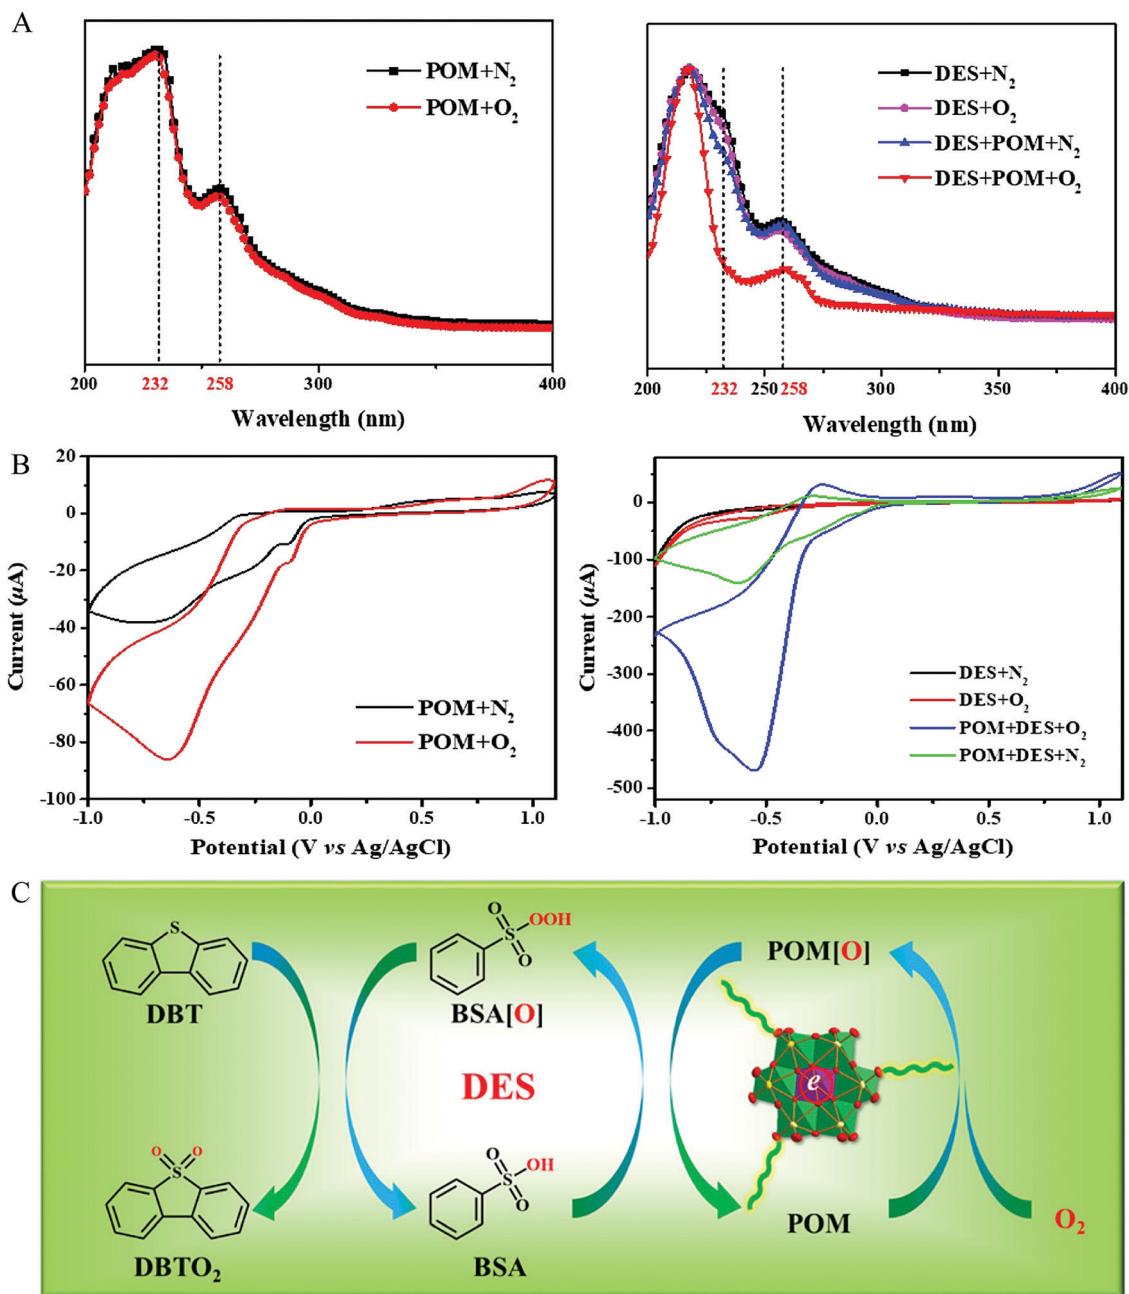 A
POM+N2
POM+O2
200
232
258
300
400
Wavelength (nm)
DES+N2
DES+O2
DES+POM+N2
DES+POM+O2
200
232
250
258
300
350
400
Wavelength (nm)
B
20
0
-20
-40
-60
-80
-100
Current (μA)
-1.0
-0.5
0.0
0.5
1.0
Potential (V vs Ag/AgCl)
POM+N2
POM+O2
0
-100
-200
-300
-400
-500
Current (μA)
-1.0
-0.5
0.0
0.5
1.0
Potential (V vs Ag/AgCl)
DES+N2
DES+O2
POM+DES+O2
POM+DES+N2
C
S
DBT
O
S
O
OOH
BSA[O]
POM[O]
DES
e
O O
S
DBTO2
O
S
O
OH
BSA
POM
O2